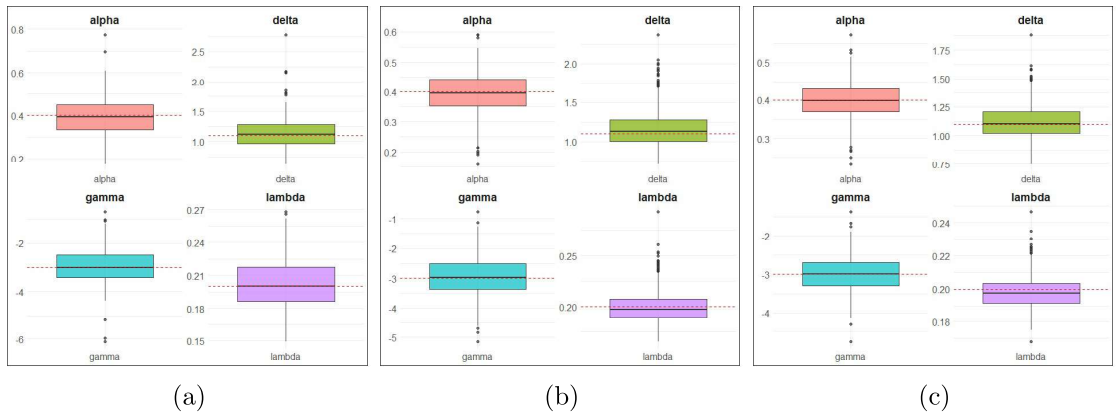 alpha
delta
0.8
0.6
0.4
0.2
2.5
2.0
1.5
1.0
alpha
delta
gamma
lambda
-2
-4
-6
0.27
0.24
0.21
0.18
0.15
gamma
lambda
(a)
alpha
delta
0.6
0.5
0.4
0.3
0.2
2.0
1.5
1.0
alpha
delta
gamma
lambda
-1
-2
-3
-4
-5
0.25
0.20
gamma
lambda
(b)
alpha
delta
0.5
0.4
0.3
1.75
1.50
1.25
1.00
0.75
alpha
delta
gamma
lambda
-2
-3
-4
0.24
0.22
0.20
0.18
gamma
lambda
(c)